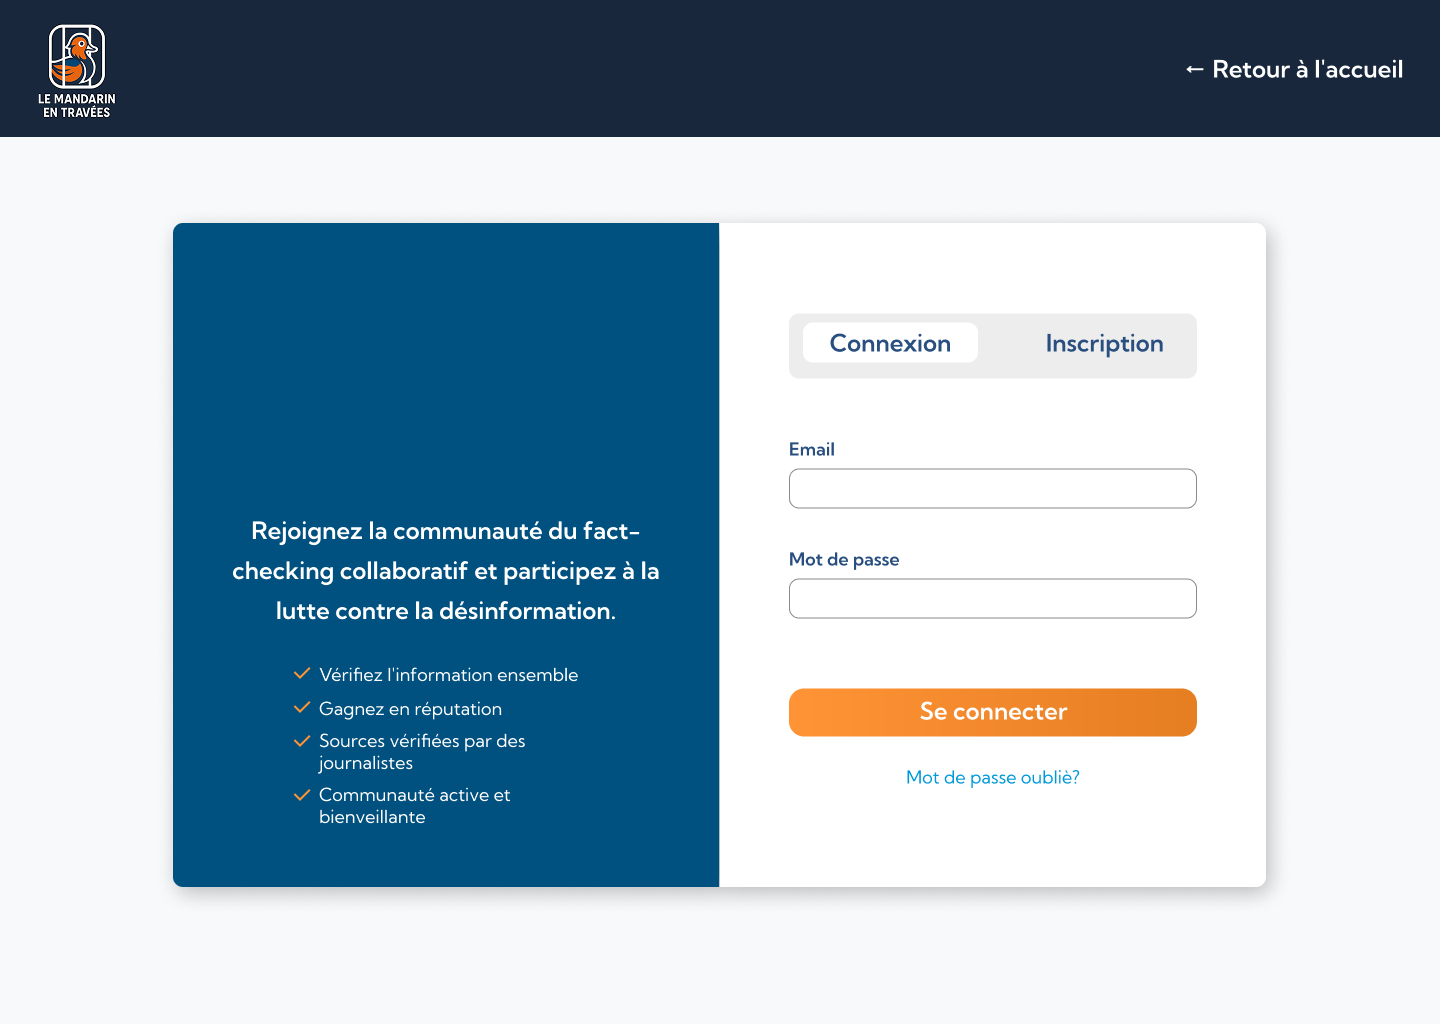 LE MANDARIN
EN TRAVÉES
← Retour à l'accueil
Rejoignez la communauté du fact-
checking collaboratif et participez à la
lutte contre la désinformation.
Vérifiez l'information ensemble
Gagnez en réputation
Sources vérifiées par des
journalistes
Communauté active et
bienveillante
Connexion
Inscription
Email
Mot de passe
Se connecter
Mot de passe oubliè?